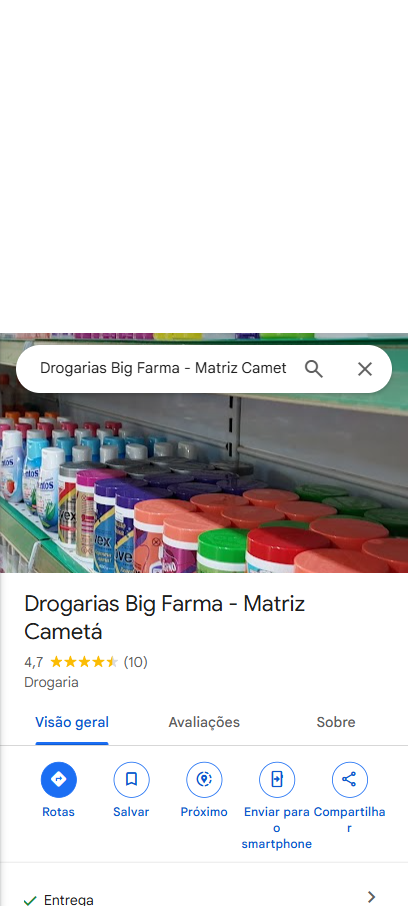 Drogarias Big Farma - Matriz Camet
Drogarias Big Farma - Matriz
Cametá
4,7 (10)
Drogaria
Visão geral Avaliações Sobre
Rotas Salvar Próximo Enviar para o smartphone Compartilhar
Entrega